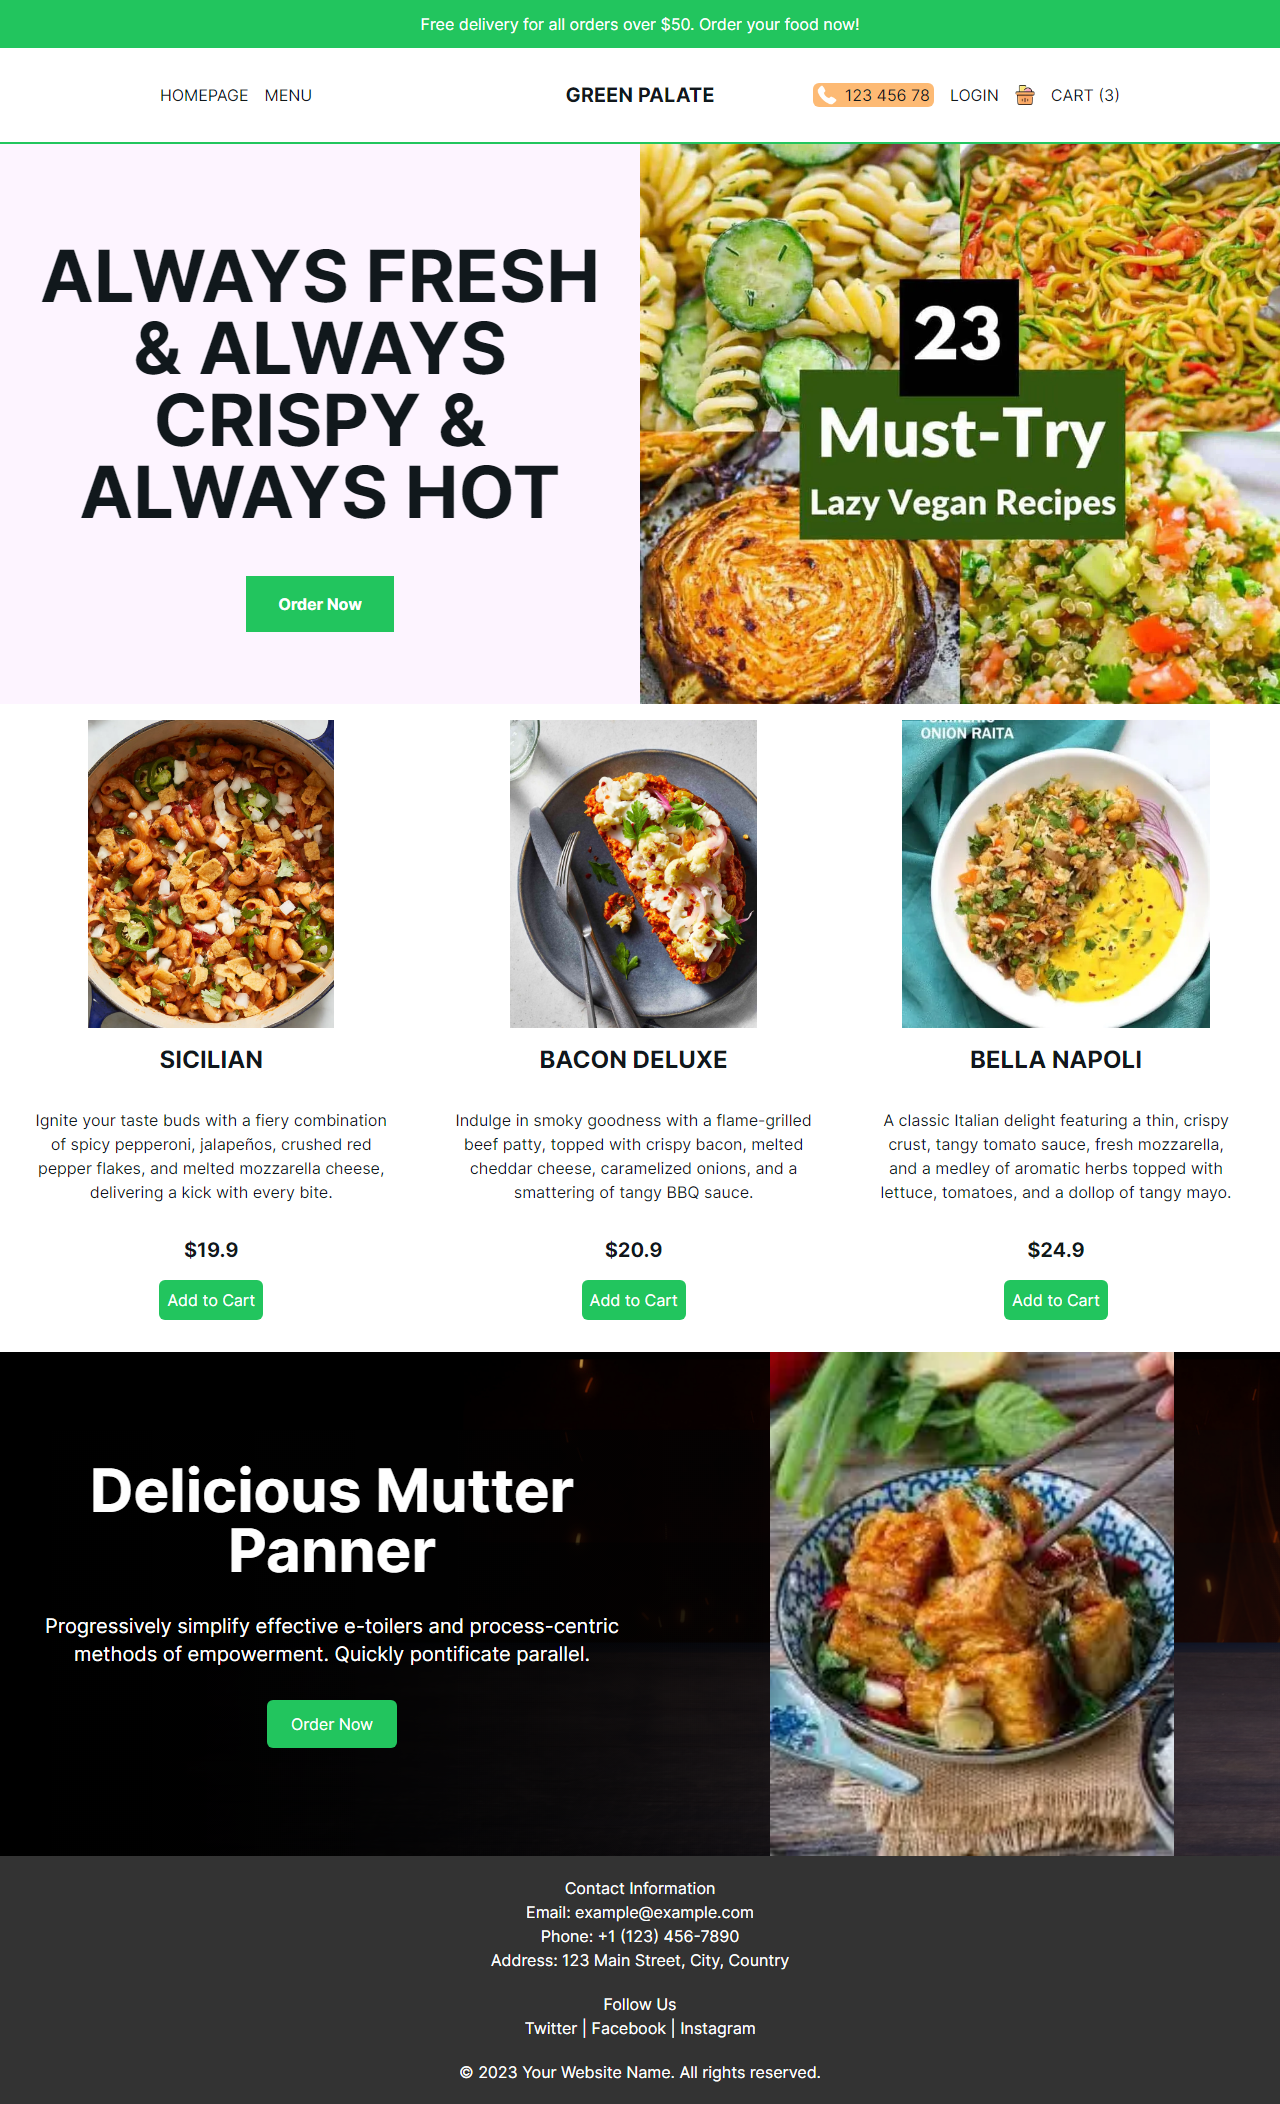 Free delivery for all orders over $50. Order your food now!
HOMEPAGE MENU GREEN PALATE 123 456 78 LOGIN CART (3)
ALWAYS FRESH
& ALWAYS
CRISPY &
ALWAYS HOT
Order Now
23
Must-Try
Lazy Vegan Recipes
SICILIAN
Ignite your taste buds with a fiery combination
of spicy pepperoni, jalapeños, crushed red
pepper flakes, and melted mozzarella cheese,
delivering a kick with every bite.
$19.9
Add to Cart
BACON DELUXE
Indulge in smoky goodness with a flame-grilled
beef patty, topped with crispy bacon, melted
cheddar cheese, caramelized onions, and a
smattering of tangy BBQ sauce.
$20.9
Add to Cart
ONION RAITA
BELLA NAPOLI
A classic Italian delight featuring a thin, crispy
crust, tangy tomato sauce, fresh mozzarella,
and a medley of aromatic herbs topped with
lettuce, tomatoes, and a dollop of tangy mayo.
$24.9
Add to Cart
Delicious Mutter
Panner
Progressively simplify effective e-toilers and process-centric
methods of empowerment. Quickly pontificate parallel.
Order Now
Contact Information
Email: example@example.com
Phone: +1 (123) 456-7890
Address: 123 Main Street, City, Country
Follow Us
Twitter | Facebook | Instagram
© 2023 Your Website Name. All rights reserved.